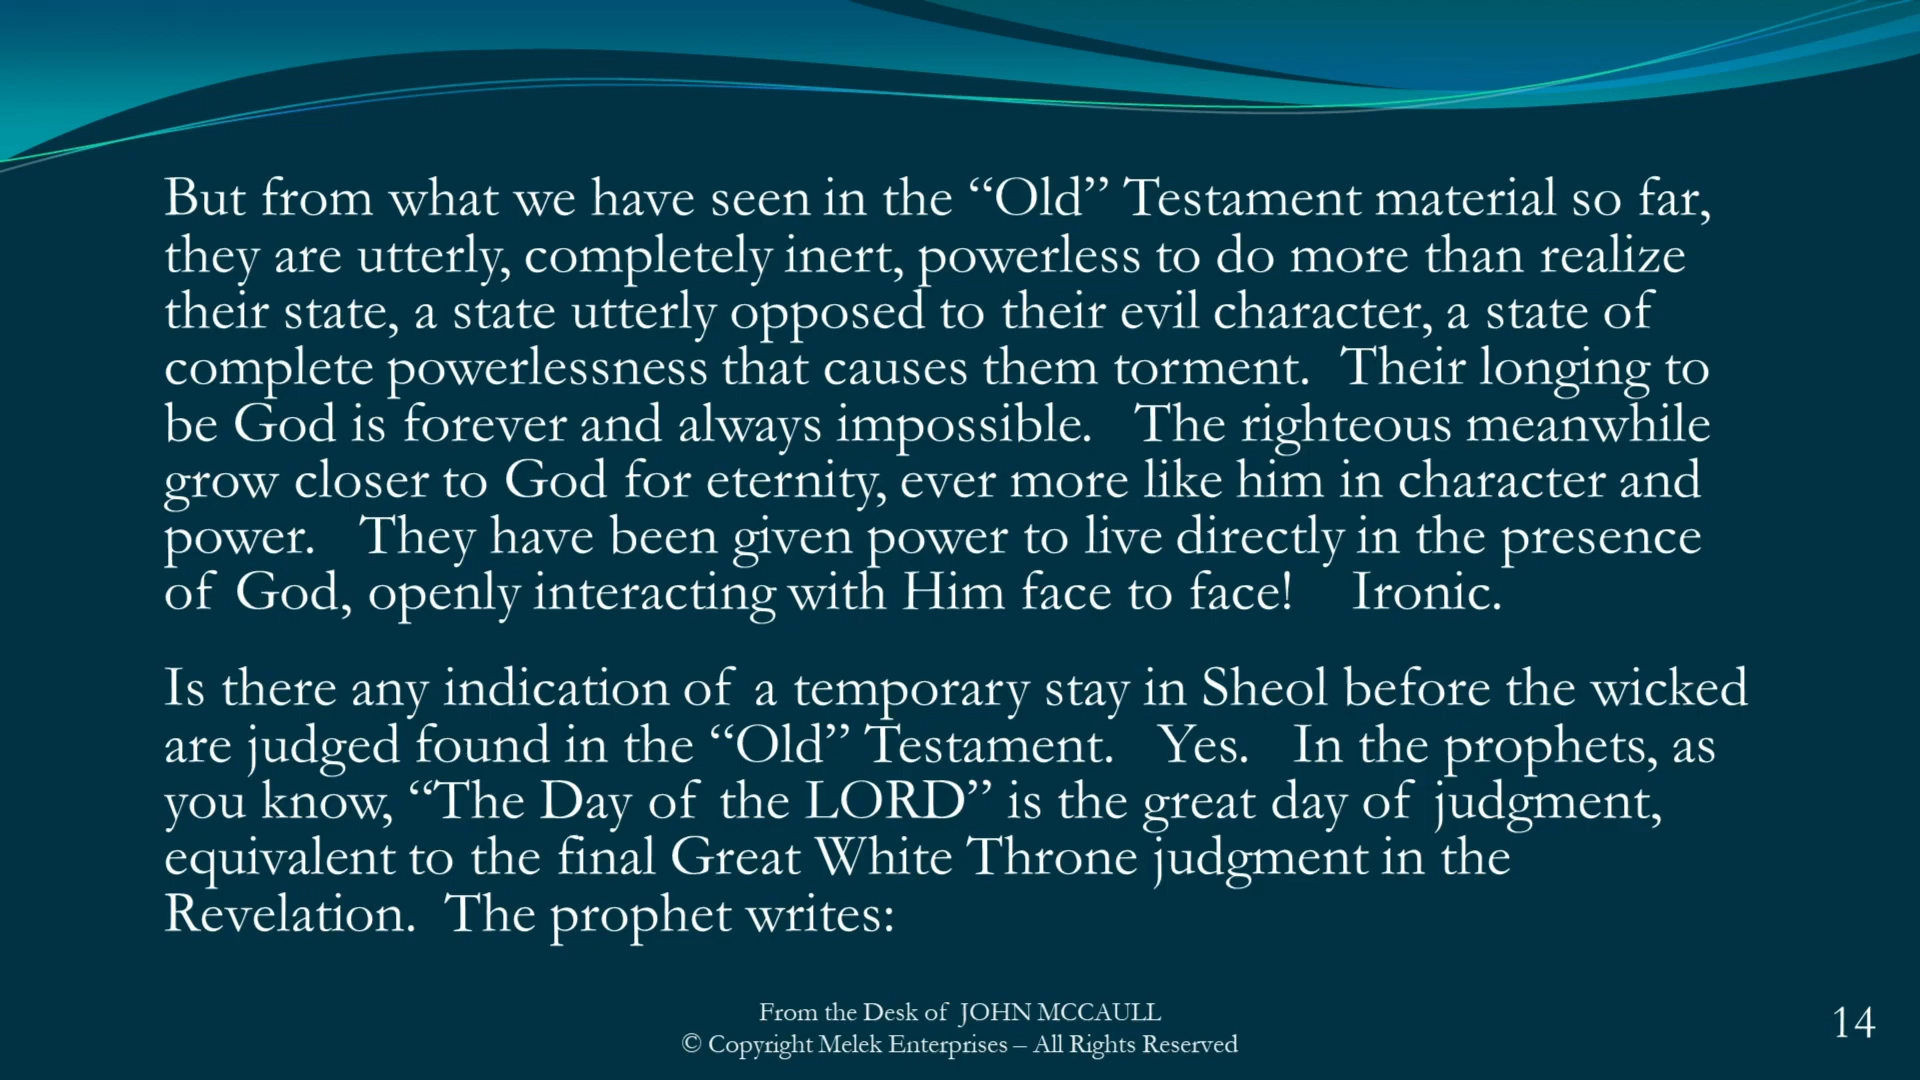 But from what we have seen in the “Old” Testament material so far,
they are utterly, completely inert, powerless to do more than realize
their state, a state utterly opposed to their evil character, a state of
complete powerlessness that causes them torment.  Their longing to
be God is forever and always impossible.   The righteous meanwhile
grow closer to God for eternity, ever more like him in character and
power.   They have been given power to live directly in the presence
of God, openly interacting with Him face to face!    Ironic.
Is there any indication of a temporary stay in Sheol before the wicked
are judged found in the “Old” Testament.   Yes.   In the prophets, as
you know, “The Day of the LORD” is the great day of judgment,
equivalent to the final Great White Throne judgment in the
Revelation.  The prophet writes:
From the Desk of JOHN MCCAULL
© Copyright Melek Enterprises – All Rights Reserved
14